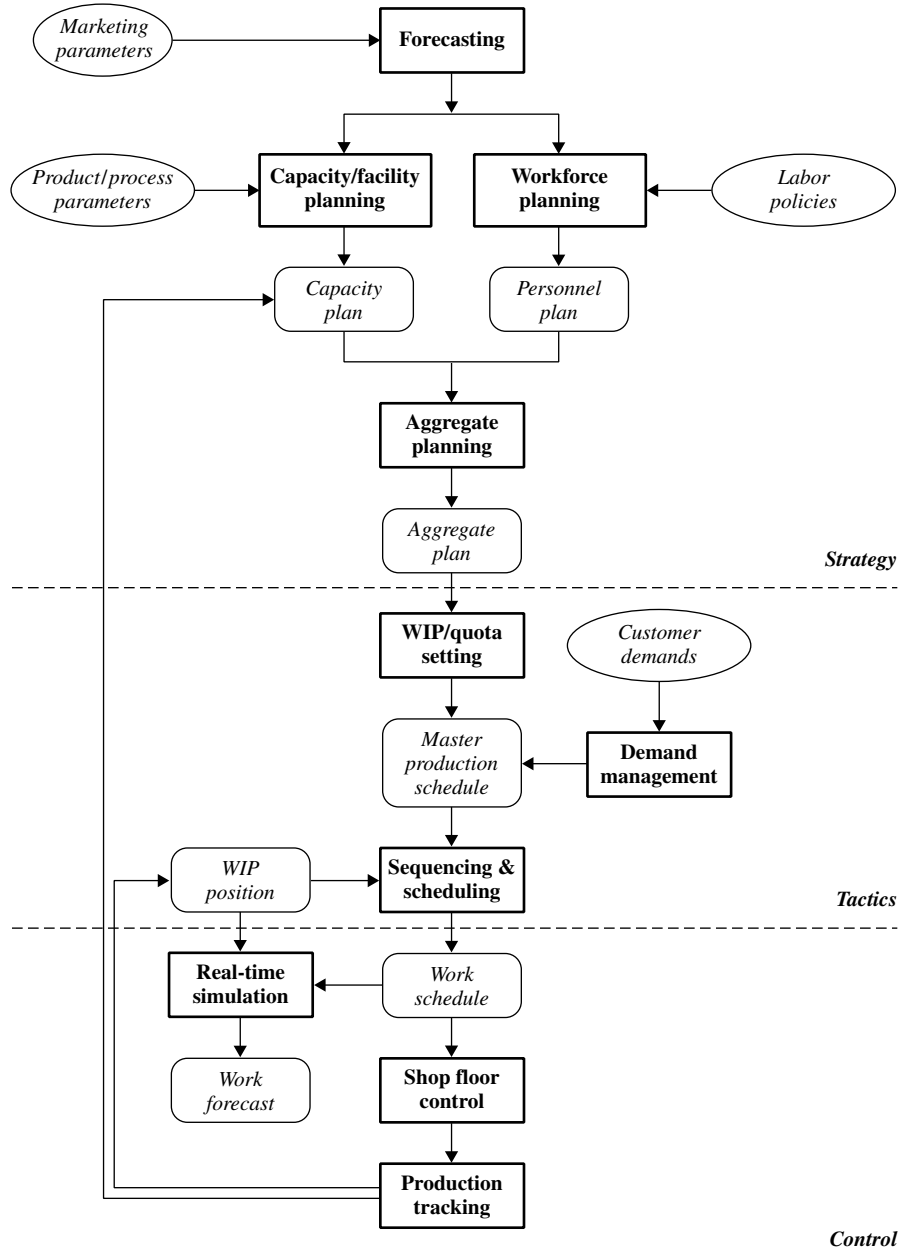 Marketing
parameters
Forecasting
Product/process
parameters
Capacity/facility
planning
Workforce
planning
Labor
policies
Capacity
plan
Personnel
plan
Aggregate
planning
Aggregate
plan
Strategy
WIP/quota
setting
Customer
demands
Master
production
schedule
Demand
management
WIP
position
Sequencing &
scheduling
Tactics
Real-time
simulation
Work
schedule
Work
forecast
Shop floor
control
Production
tracking
Control